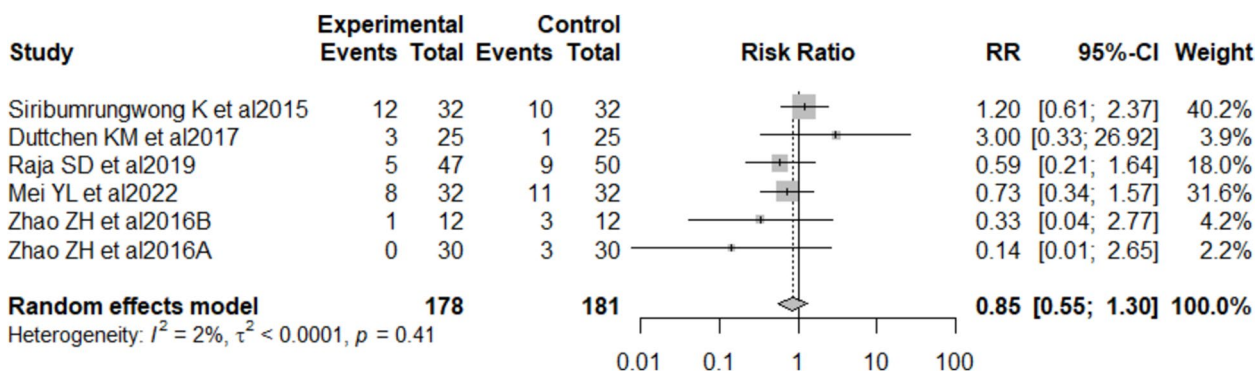 Experimental Control
Study Events Total Events Total Risk Ratio RR 95%-CI Weight
Siribumrungwong K et al2015 12 32 10 32 1.20 [0.61; 2.37] 40.2%
Duttchen KM et al2017 3 25 1 25 3.00 [0.33; 26.92] 3.9%
Raja SD et al2019 5 47 9 50 0.59 [0.21; 1.64] 18.0%
Mei YL et al2022 8 32 11 32 0.73 [0.34; 1.57] 31.6%
Zhao ZH et al2016B 1 12 3 12 0.33 [0.04; 2.77] 4.2%
Zhao ZH et al2016A 0 30 3 30 0.14 [0.01; 2.65] 2.2%
Random effects model 178 181 0.85 [0.55; 1.30] 100.0%
Heterogeneity: I² = 2%, τ² < 0.0001, p = 0.41
0.01 0.1 1 10 100